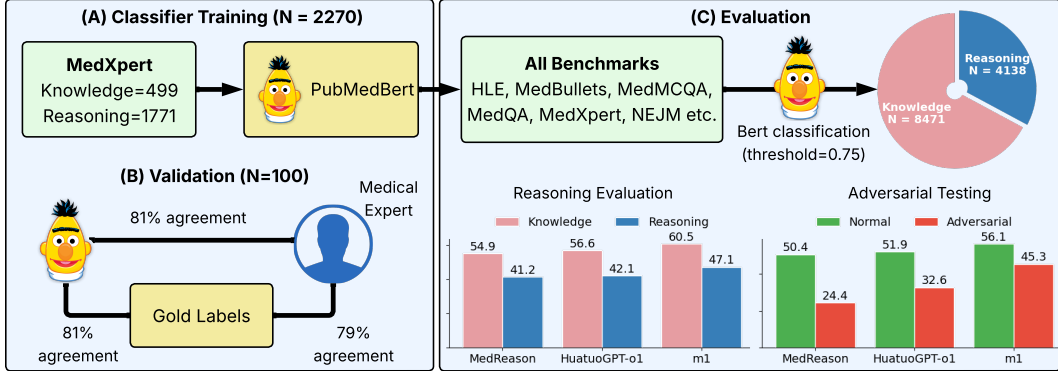 (A) Classifier Training (N = 2270)
MedXpert
Knowledge=499
Reasoning=1771
PubMedBert
(B) Validation (N=100)
81% agreement
Medical
Expert
Gold Labels
81%
agreement
79%
agreement
(C) Evaluation
All Benchmarks
HLE, MedBullets, MedMCQA,
MedQA, MedXpert, NEJM etc.
Bert classification
(threshold=0.75)
Reasoning
N = 4138
Knowledge
N = 8471
Reasoning Evaluation
Knowledge
Reasoning
54.9
41.2
56.6
42.1
60.5
47.1
MedReason
HuatuoGPT-o1
m1
Adversarial Testing
Normal
Adversarial
50.4
24.4
51.9
32.6
56.1
45.3
MedReason
HuatuoGPT-o1
m1